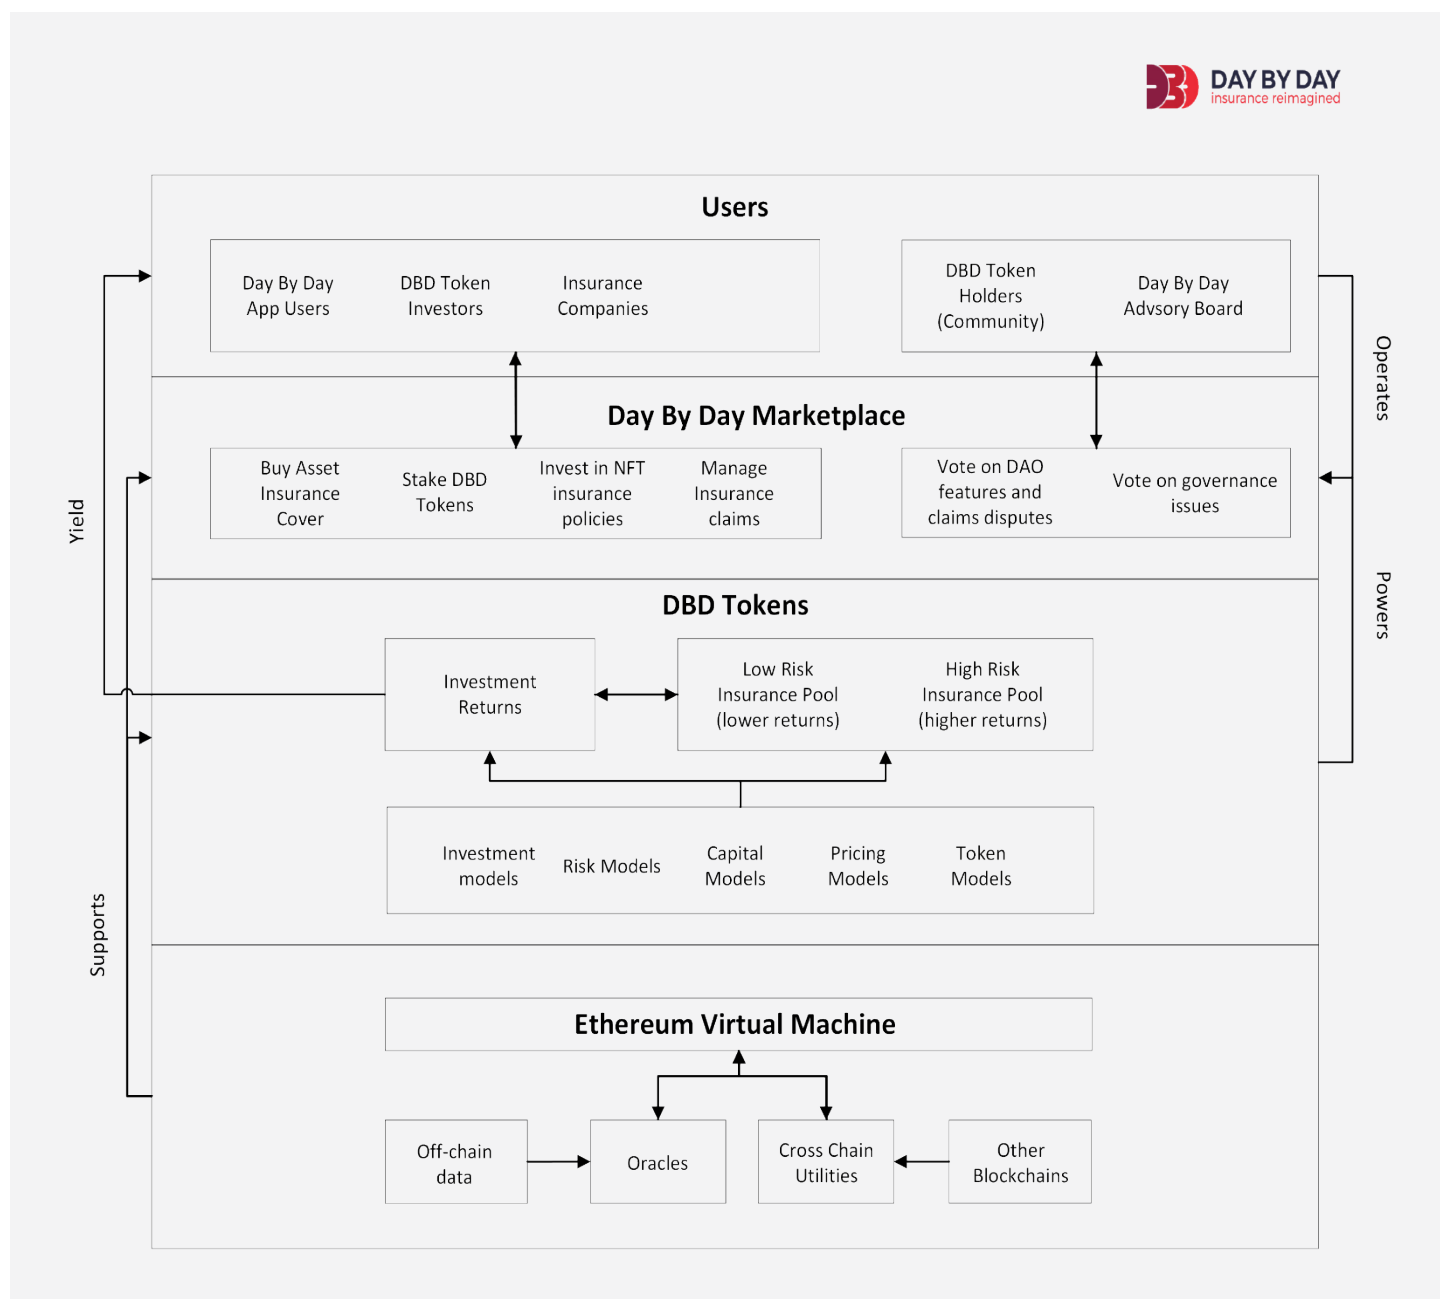 DAY BY DAY
insurance reimagined
Users
Day By Day
App Users
DBD Token
Investors
Insurance
Companies
DBD Token
Holders
(Community)
Day By Day
Advsory Board
Operates
Day By Day Marketplace
Buy Asset
Insurance
Cover
Stake DBD
Tokens
Invest in NFT
insurance
policies
Manage
Insurance
claims
Vote on DAO
features and
claims disputes
Vote on governance
issues
Yield
Powers
DBD Tokens
Investment
Returns
Low Risk
Insurance Pool
(lower returns)
High Risk
Insurance Pool
(higher returns)
Investment
models
Risk Models
Capital
Models
Pricing
Models
Token
Models
Supports
Ethereum Virtual Machine
Off-chain
data
Oracles
Cross Chain
Utilities
Other
Blockchains